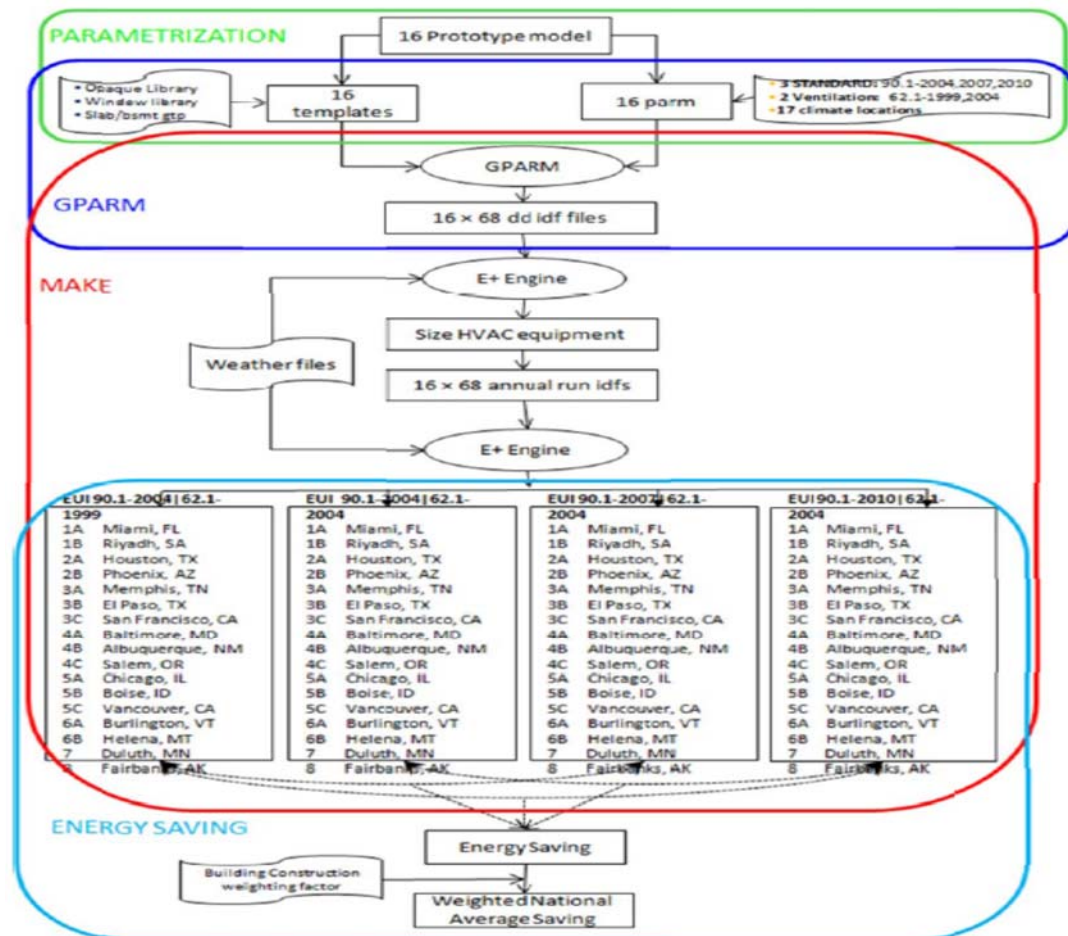 PARAMETRIZATION
16 Prototype model
• Opaque Library
• Window library
• Slab/bsmt gtp
16
templates
16 parm
• 3 STANDARD: 90.1-2004,2007,2010
• 2 Ventilation: 62.1-1999,2004
•17 climate locations
GPARM
GPARM
16 × 68 dd idf files
MAKE
E+ Engine
Size HVAC equipment
Weather files
16 × 68 annual run idfs
E+ Engine
EUI 90.1-2004|62.1-
1999
1A Miami, FL
1B Riyadh, SA
2A Houston, TX
2B Phoenix, AZ
3A Memphis, TN
3B El Paso, TX
3C San Francisco, CA
4A Baltimore, MD
4B Albuquerque, NM
4C Salem, OR
5A Chicago, IL
5B Boise, ID
5C Vancouver, CA
6A Burlington, VT
6B Helena, MT
7 Duluth, MN
8 Fairbanks, AK
EUI 90.1-2004|62.1-
2004
1A Miami, FL
1B Riyadh, SA
2A Houston, TX
2B Phoenix, AZ
3A Memphis, TN
3B El Paso, TX
3C San Francisco, CA
4A Baltimore, MD
4B Albuquerque, NM
4C Salem, OR
5A Chicago, IL
5B Boise, ID
5C Vancouver, CA
6A Burlington, VT
6B Helena, MT
7 Duluth, MN
8 Fairbanks, AK
EUI 90.1-2007|62.1-
2004
1A Miami, FL
1B Riyadh, SA
2A Houston, TX
2B Phoenix, AZ
3A Memphis, TN
3B El Paso, TX
3C San Francisco, CA
4A Baltimore, MD
4B Albuquerque, NM
4C Salem, OR
5A Chicago, IL
5B Boise, ID
5C Vancouver, CA
6A Burlington, VT
6B Helena, MT
7 Duluth, MN
8 Fairbanks, AK
EUI 90.1-2010|62.1-
2004
1A Miami, FL
1B Riyadh, SA
2A Houston, TX
2B Phoenix, AZ
3A Memphis, TN
3B El Paso, TX
3C San Francisco, CA
4A Baltimore, MD
4B Albuquerque, NM
4C Salem, OR
5A Chicago, IL
5B Boise, ID
5C Vancouver, CA
6A Burlington, VT
6B Helena, MT
7 Duluth, MN
8 Fairbanks, AK
ENERGY SAVING
Energy Saving
Building Construction
weighting factor
Weighted National
Average Saving